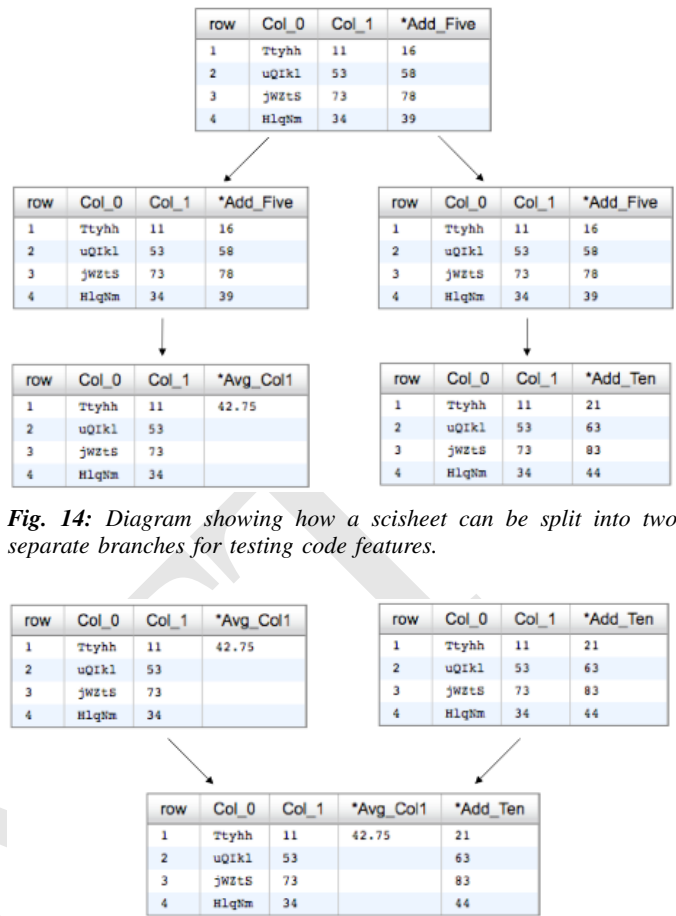 row Col_0 Col_1 *Add_Five
1 Ttyhh 11 16
2 uQIkl 53 58
3 jWZtS 73 78
4 HlqNm 34 39
row Col_0 Col_1 *Add_Five
1 Ttyhh 11 16
2 uQIkl 53 58
3 jWZtS 73 78
4 HlqNm 34 39
row Col_0 Col_1 *Add_Five
1 Ttyhh 11 16
2 uQIkl 53 58
3 jWZtS 73 78
4 HlqNm 34 39
row Col_0 Col_1 *Avg_Col1
1 Ttyhh 11 42.75
2 uQIkl 53
3 jWZtS 73
4 HlqNm 34
row Col_0 Col_1 *Add_Ten
1 Ttyhh 11 21
2 uQIkl 53 63
3 jWZtS 73 83
4 HlqNm 34 44
Fig. 14: Diagram showing how a scisheet can be split into two
separate branches for testing code features.
row Col_0 Col_1 *Avg_Col1
1 Ttyhh 11 42.75
2 uQIkl 53
3 jWZtS 73
4 HlqNm 34
row Col_0 Col_1 *Add_Ten
1 Ttyhh 11 21
2 uQIkl 53 63
3 jWZtS 73 83
4 HlqNm 34 44
row Col_0 Col_1 *Avg_Col1 *Add_Ten
1 Ttyhh 11 42.75 21
2 uQIkl 53 63
3 jWZtS 73 83
4 HlqNm 34 44